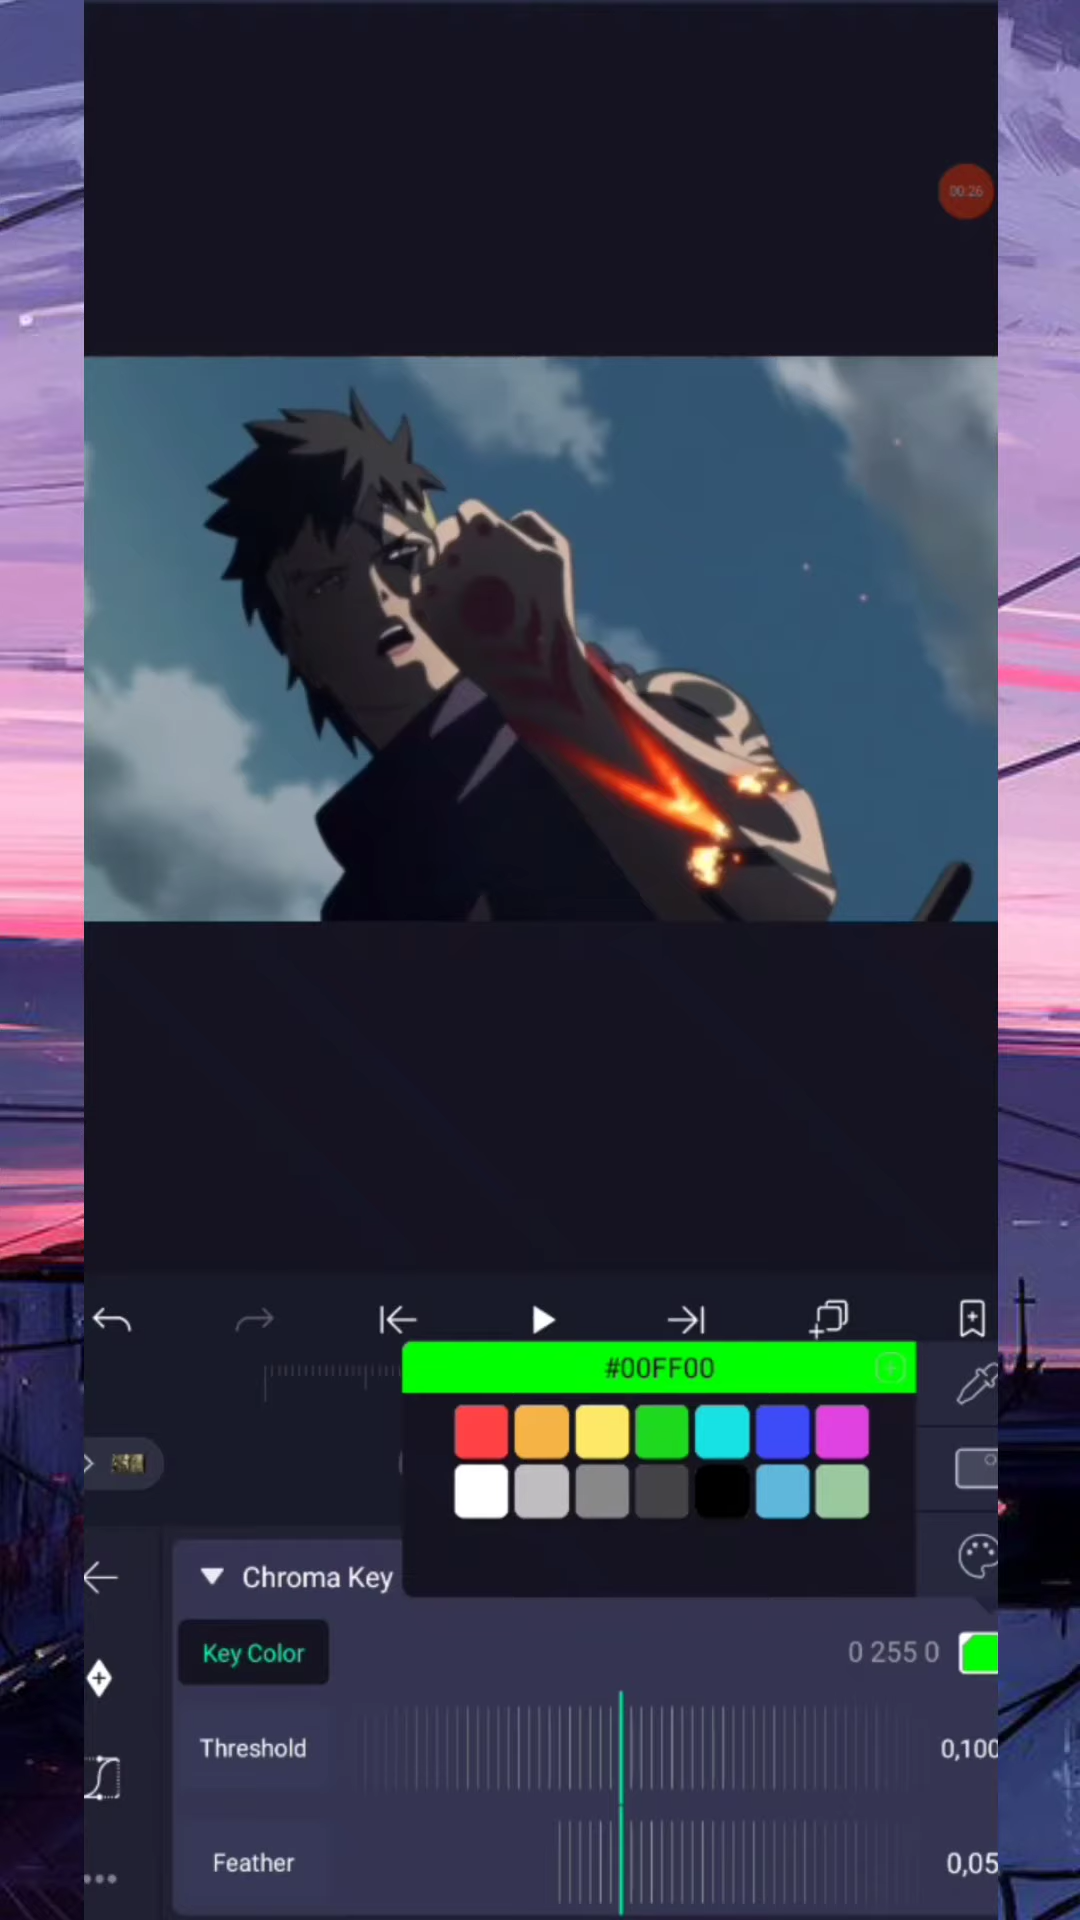 00:26
#00FF00
Chroma Key
Key Color
0 255 0
Threshold
0,100
Feather
0,05